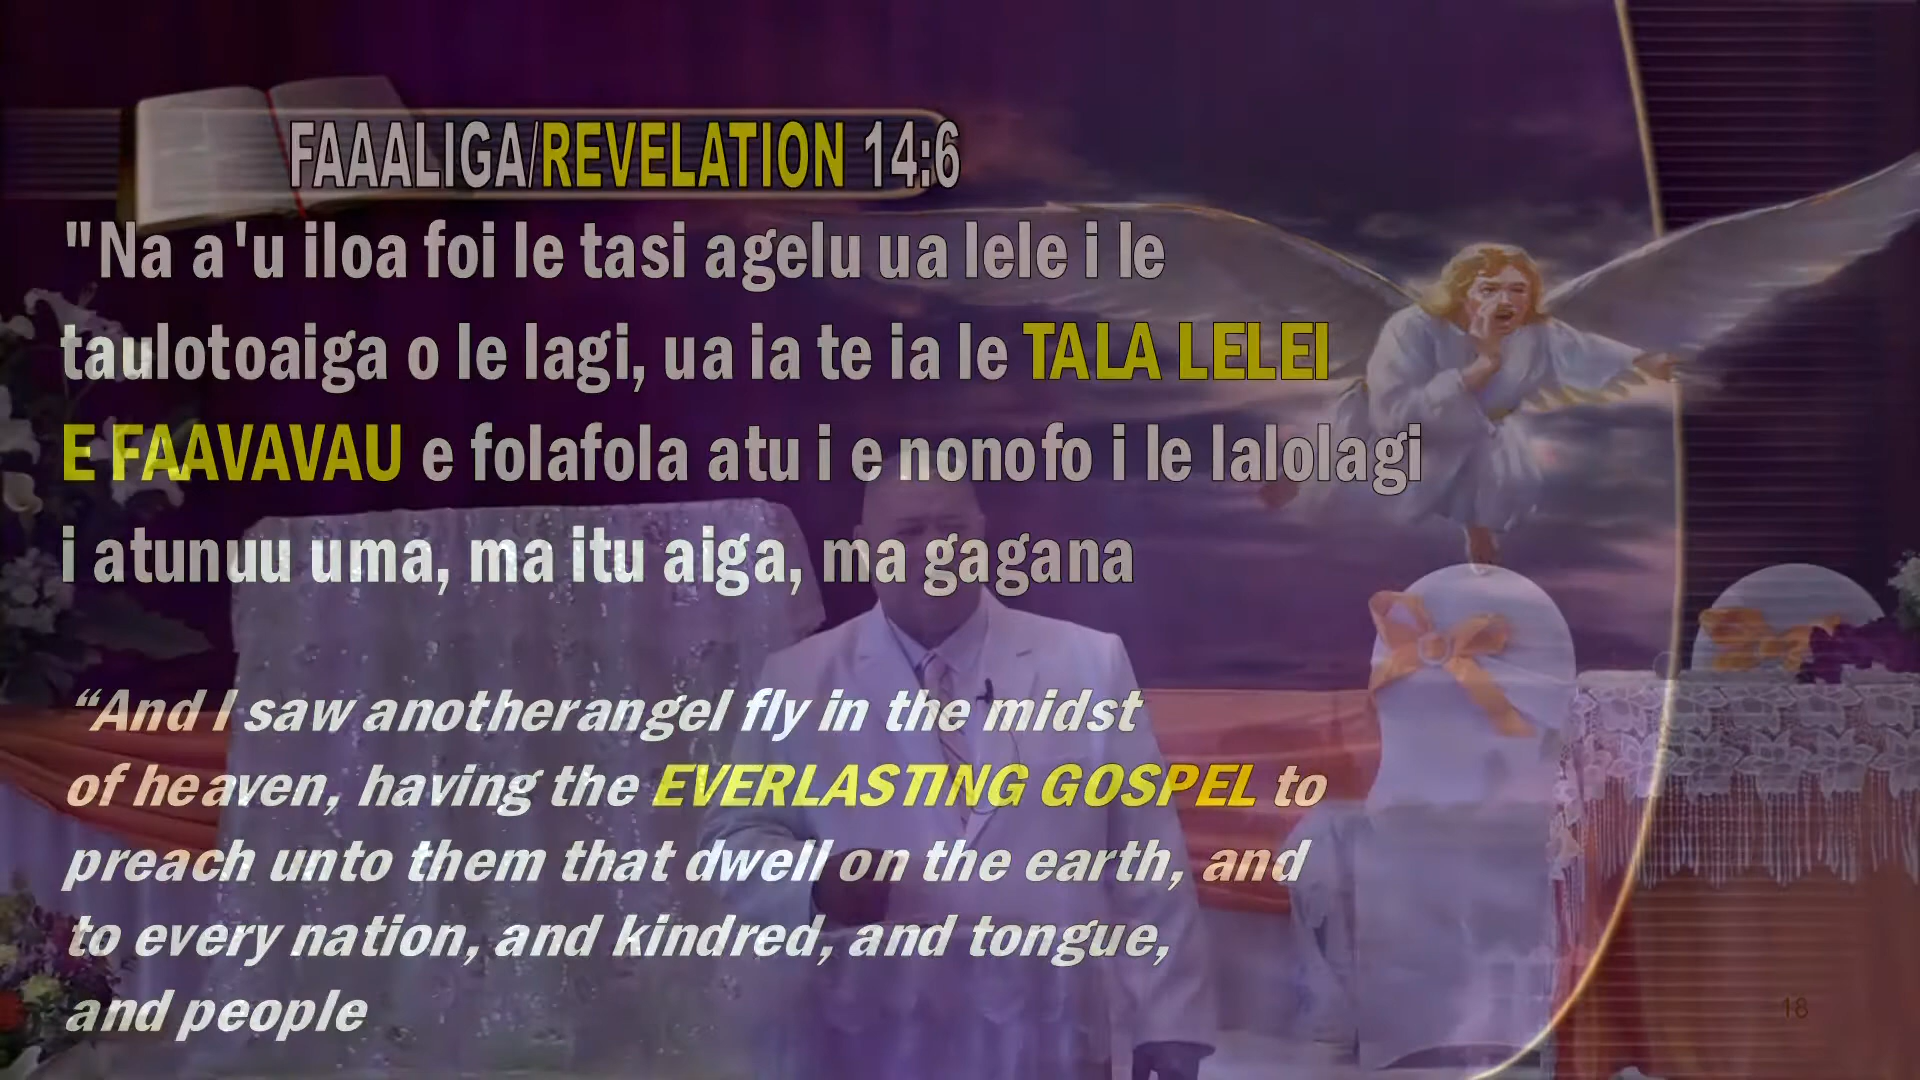 FAAALIGA/REVELATION 14:6
"Na a'u iloa foi le tasi agelu ua lele i le
taulotoaiga o le lagi, ua ia te ia le TALA LELEI
E FAAVAVAU e folafola atu i e nonofo i le lalolagi
i atunuu uma, ma itu aiga, ma gagana
“And I saw another angel fly in the midst
of heaven, having the EVERLASTING GOSPEL to
preach unto them that dwell on the earth, and
to every nation, and kindred, and tongue,
and people
18